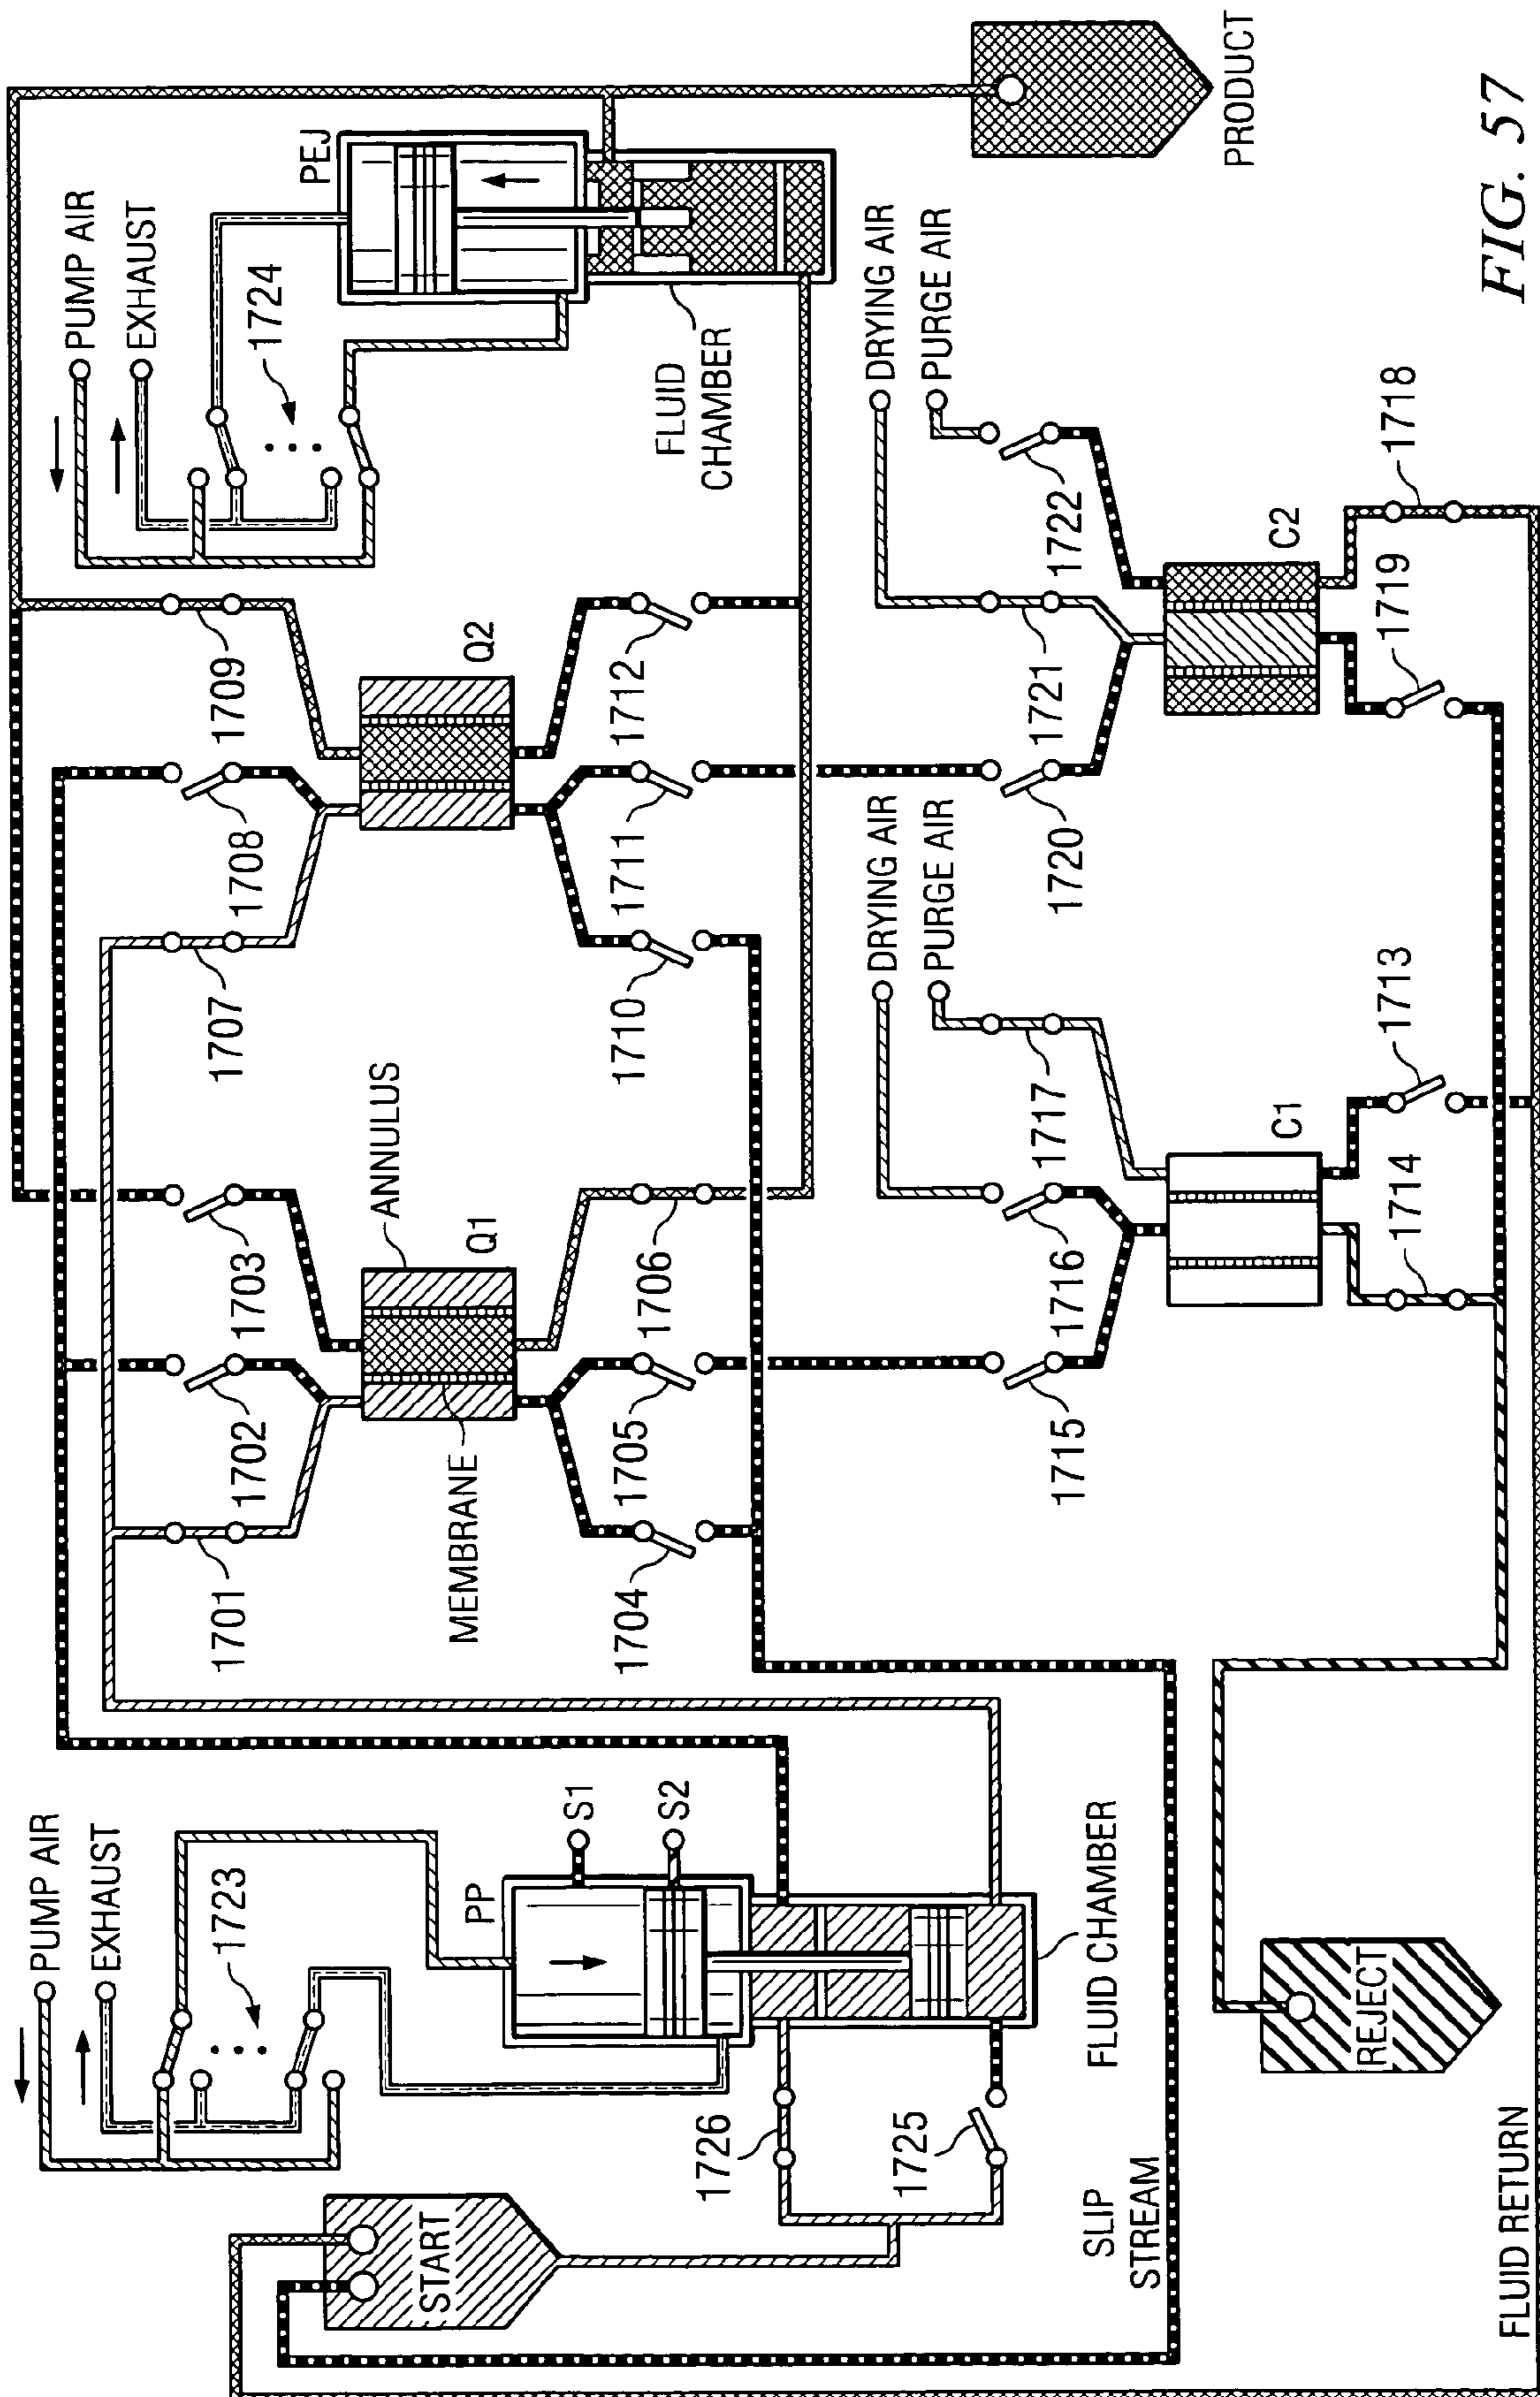 PUMP AIR
EXHAUST
1723
START
PP
S1
S2
1726
1725
FLUID CHAMBER
SLIP
STREAM
REJECT
FLUID RETURN
1701
1702
1703
ANNULUS
MEMBRANE
Q1
1704
1705
1706
1707
1708
1709
Q2
1710
1711
1712
PUMP AIR
EXHAUST
1724
PEJ
FLUID
CHAMBER
PRODUCT
DRYING AIR
PURGE AIR
1715
1716
1717
C1
1714
1713
DRYING AIR
PURGE AIR
1720
1721
1722
C2
1719
1718
FIG. 57